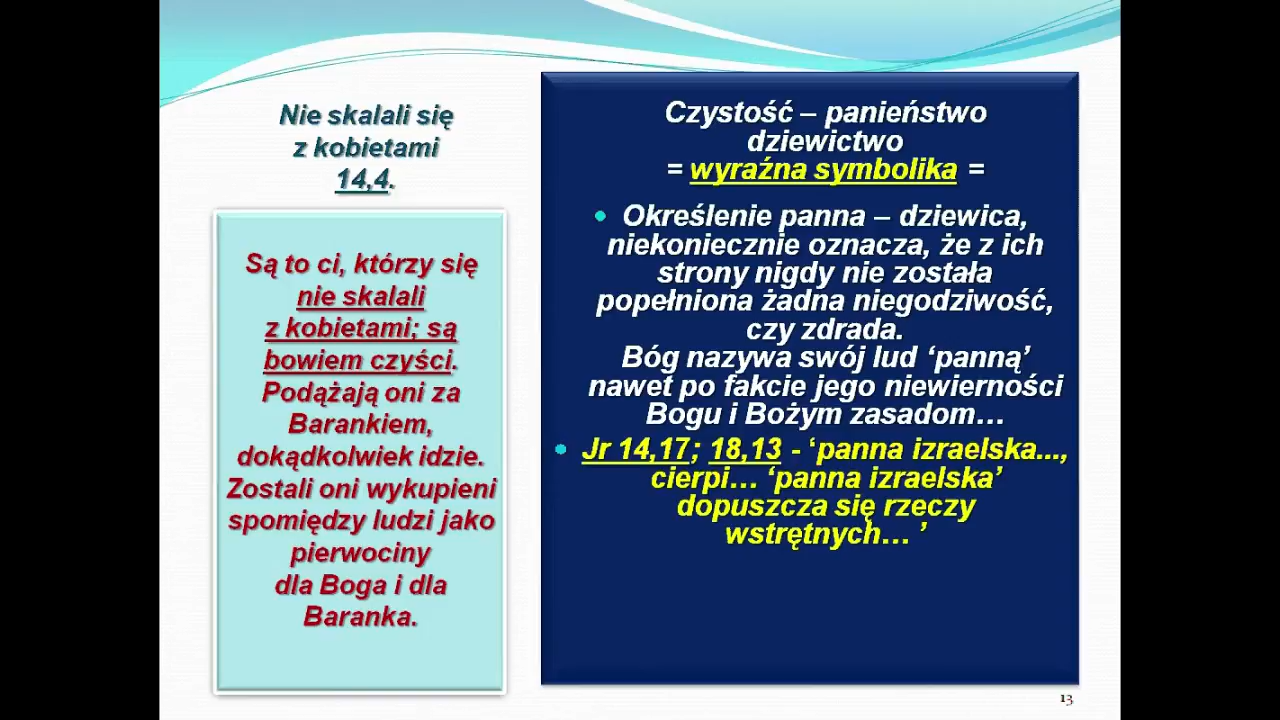 Nie skalali się
z kobietami
14,4.
Są to ci, którzy się
nie skalali
z kobietami; są
bowiem czyści.
Podążają oni za
Barankiem,
dokądkolwiek idzie.
Zostali oni wykupieni
spomiędzy ludzi jako
pierwociny
dla Boga i dla
Baranka.
Czystość – panieństwo
dziewictwo
= wyraźna symbolika =
• Określenie panna – dziewica,
niekoniecznie oznacza, że z ich
strony nigdy nie została
popełniona żadna niegodziwość,
czy zdrada.
Bóg nazywa swój lud ‘panną’
nawet po fakcie jego niewierności
Bogu i Bożym zasadom…
• Jr 14,17; 18,13 - ‘panna izraelska...,
cierpi… ‘panna izraelska’
dopuszcza się rzeczy
wstrętnych… ’
13